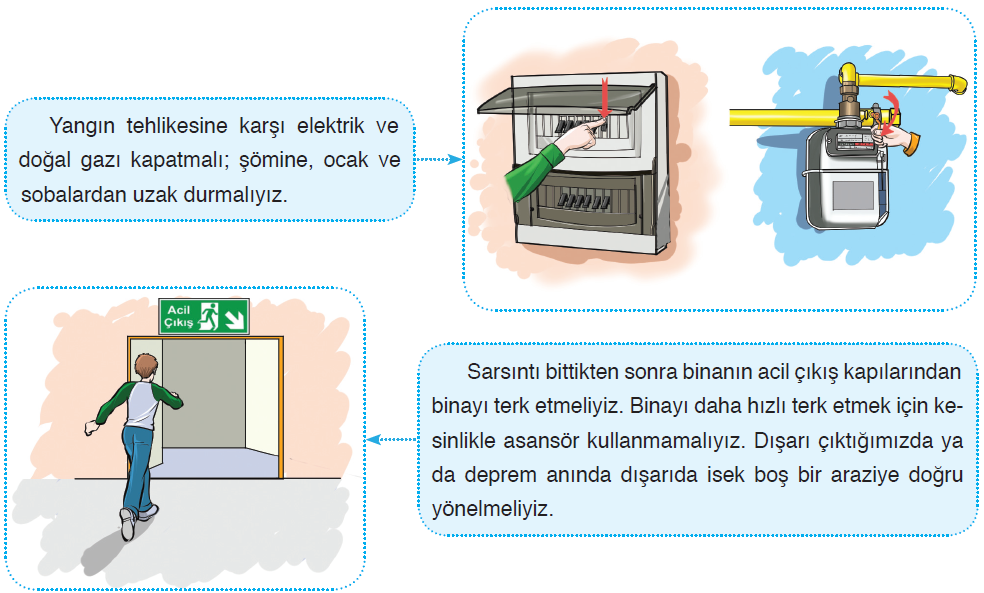 Yangın tehlikesine karşı elektrik ve
doğal gazı kapatmalı; şömine, ocak ve
sobalardan uzak durmalıyız.
Acil
Çıkış
Sarsıntı bittikten sonra binanın acil çıkış kapılarından
binayı terk etmeliyiz. Binayı daha hızlı terk etmek için ke-
sinlikle asansör kullanmamalıyız. Dışarı çıktığımızda ya
da deprem anında dışarıda isek boş bir araziye doğru
yönelmeliyiz.